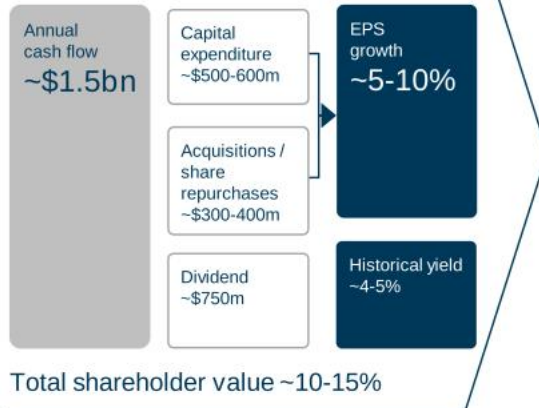 Annual
cash flow
~$1.5bn
Capital
expenditure
~$500-600m
Acquisitions /
share
repurchases
~$300-400m
Dividend
~$750m
EPS
growth
~5-10%
Historical yield
~4-5%
Total shareholder value ~10-15%